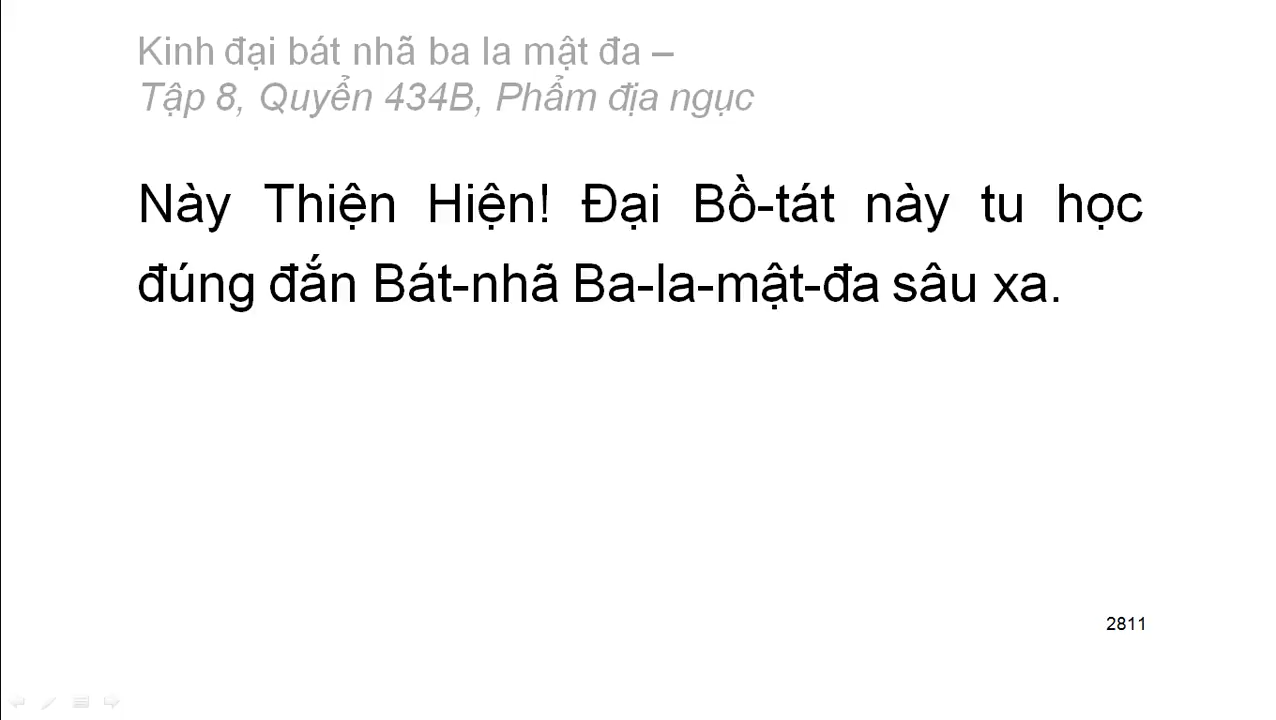 Kinh đại bát nhã ba la mật đa –
Tập 8, Quyển 434B, Phẩm địa ngục
Này Thiện Hiện! Đại Bồ-tát này tu học
đúng đắn Bát-nhã Ba-la-mật-đa sâu xa.
2811